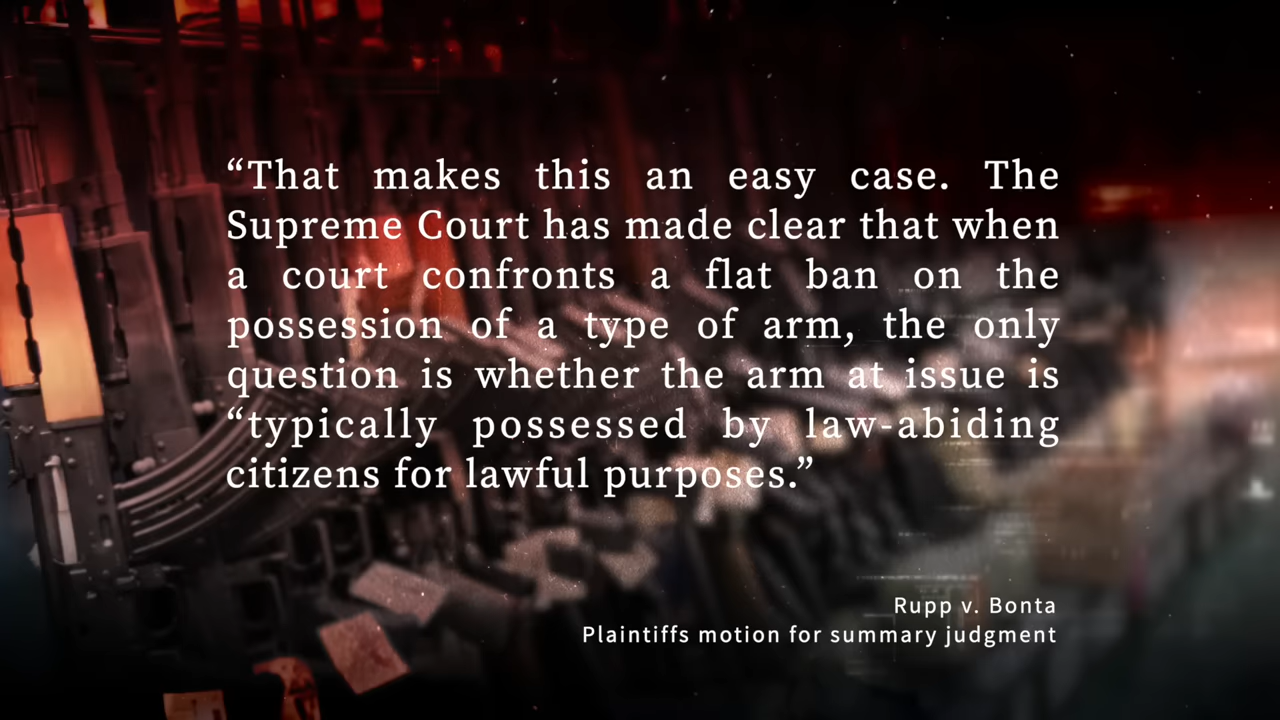 “That makes this an easy case. The
Supreme Court has made clear that when
a court confronts a flat ban on the
possession of a type of arm, the only
question is whether the arm at issue is
“typically possessed by law-abiding
citizens for lawful purposes.”
Rupp v. Bonta
Plaintiffs motion for summary judgment